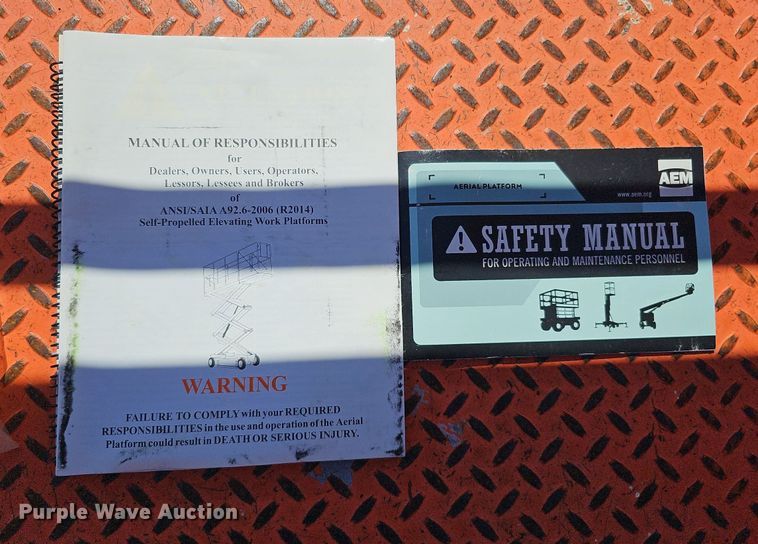 MANUAL OF RESPONSIBILITIES
for
Dealers, Owners, Users, Operators,
Lessors, Lessees and Brokers
of
ANSI/SAIA A92.6-2006 (R2014)
Self-Propelled Elevating Work Platforms
WARNING
FAILURE TO COMPLY with your REQUIRED
RESPONSIBILITIES in the use and operation of the Aerial
Platform could result in DEATH OR SERIOUS INJURY.
AERIAL PLATFORM
AEM
www.aem.org
SAFETY MANUAL
FOR OPERATING AND MAINTENANCE PERSONNEL
Purple Wave Auction